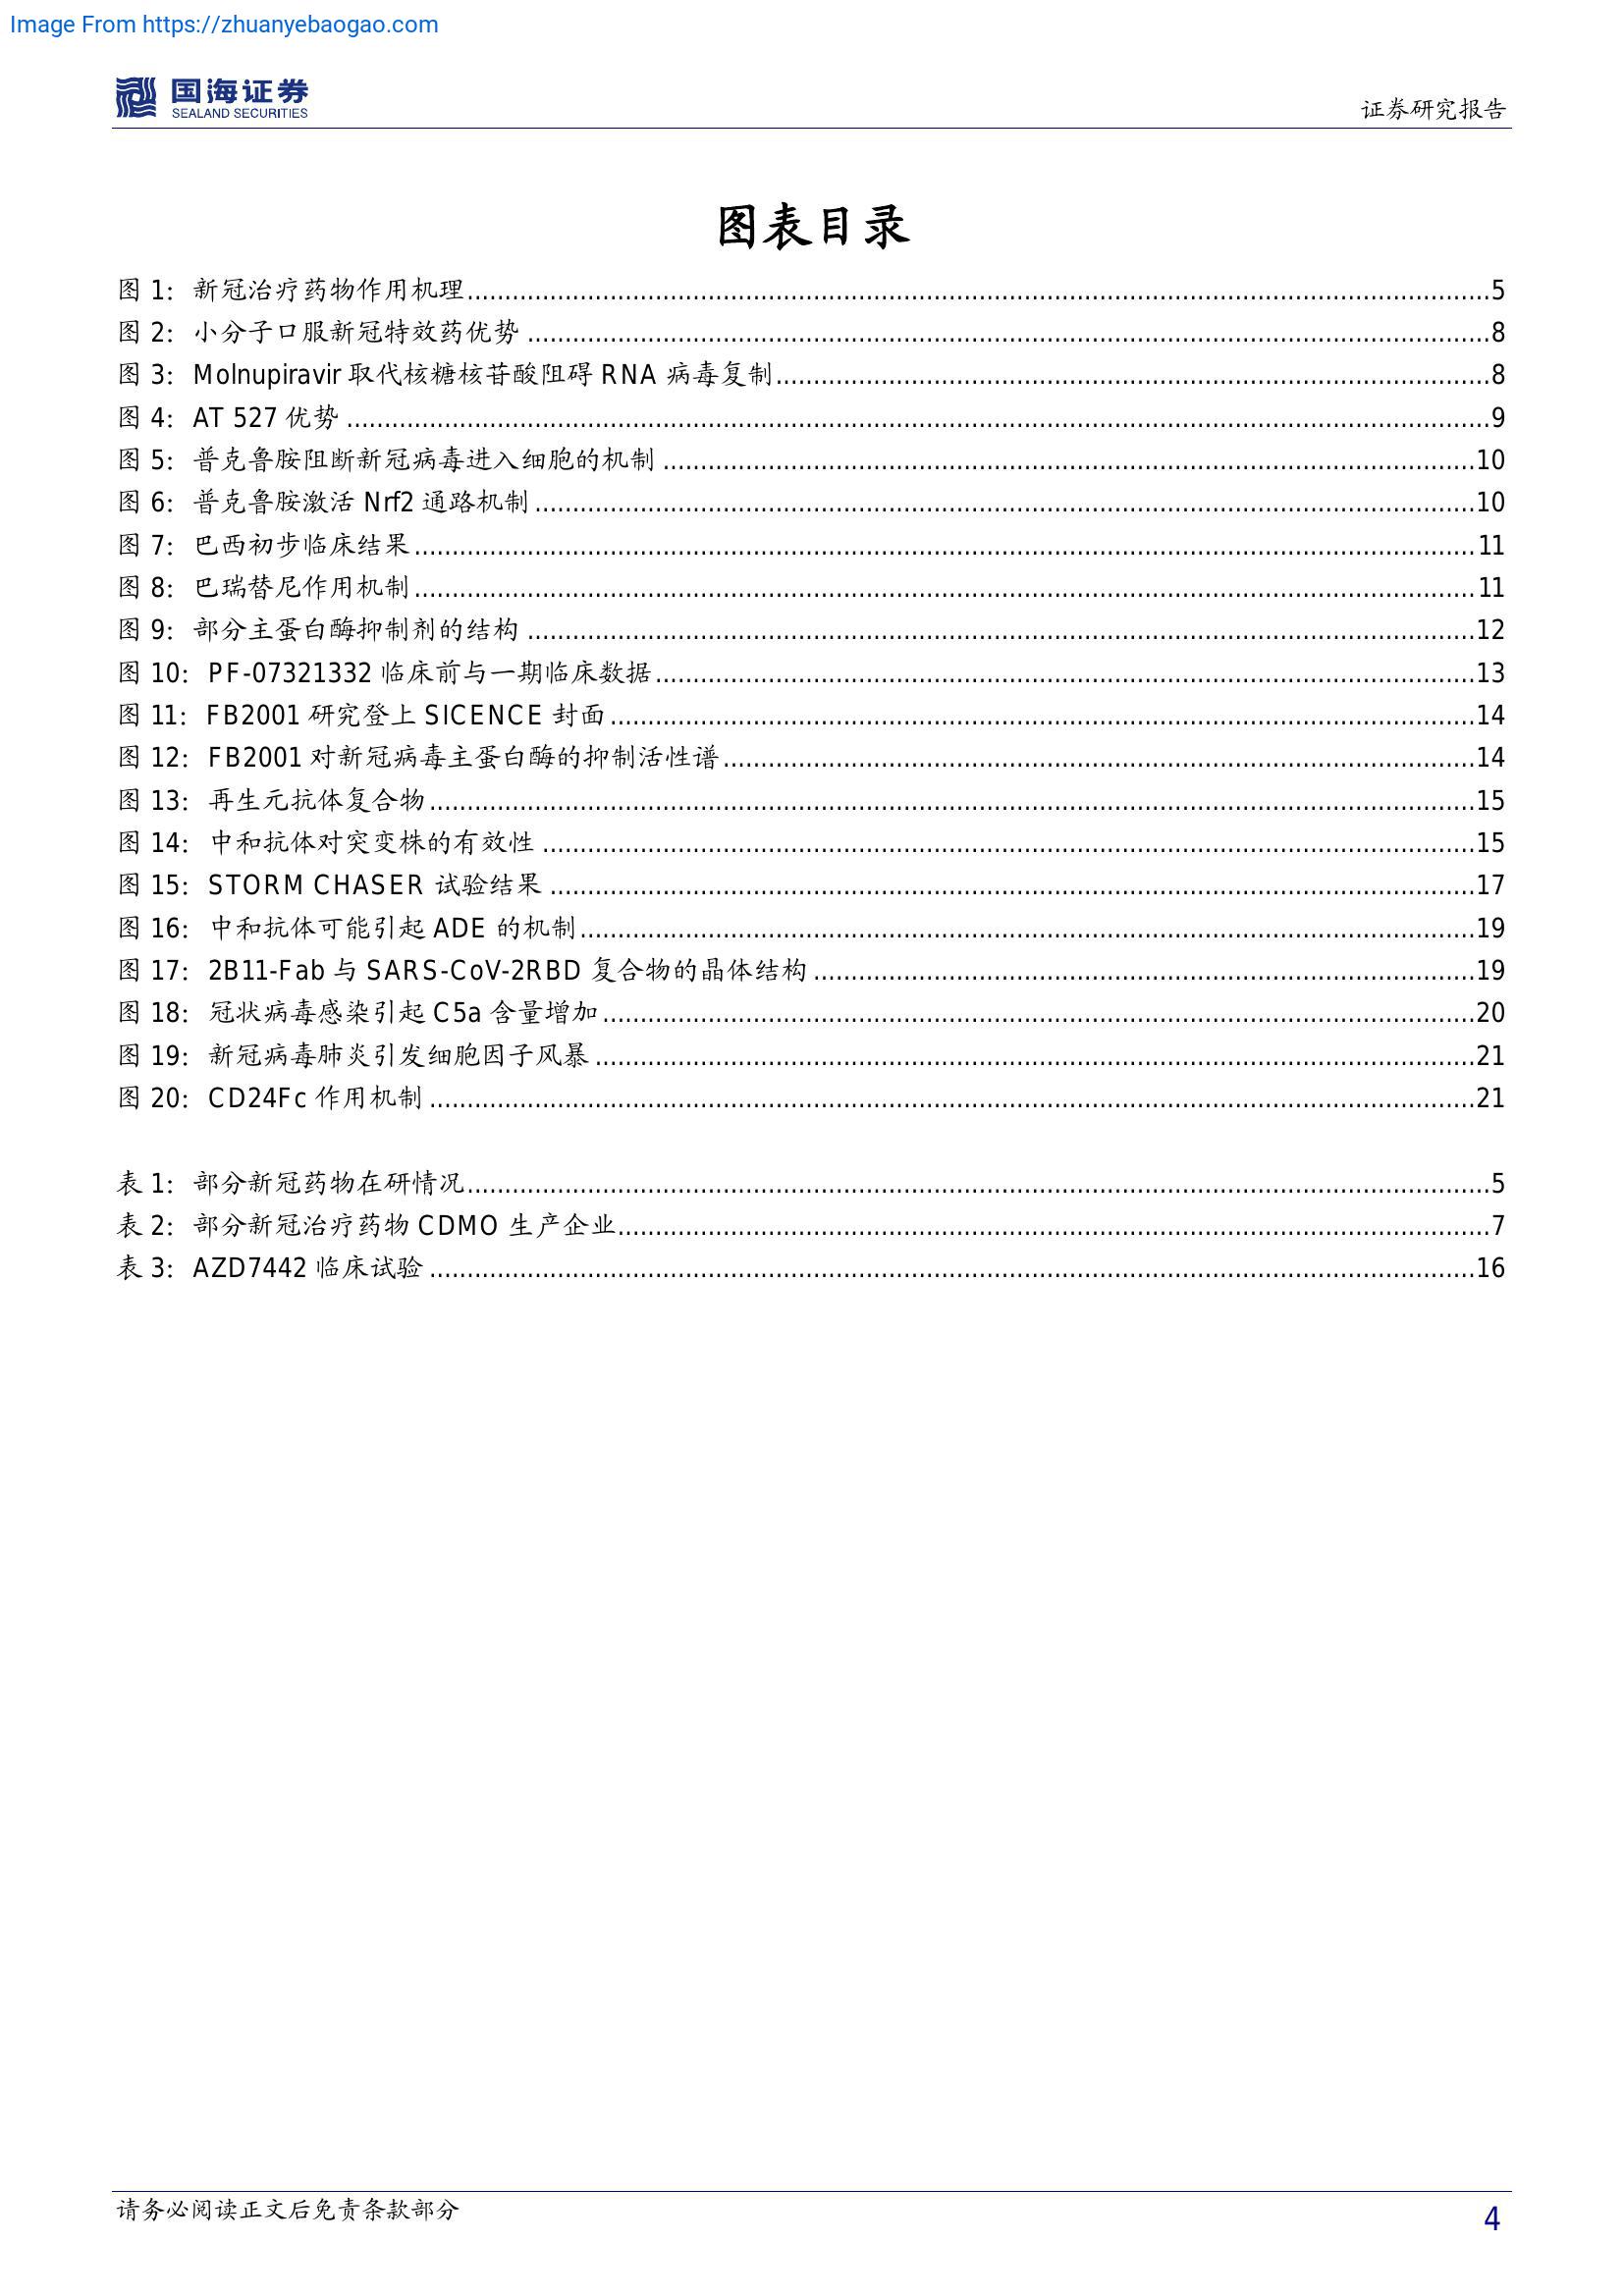 Image From https://zhuanyebaogao.com
国海证券
SEALAND SECURITIES
证券研究报告
图表目录
图 1：新冠治疗药物作用机理........5
图 2：小分子口服新冠特效药优势........8
图 3：Molnupiravir 取代核糖核苷酸阻碍 RNA 病毒复制........8
图 4：AT 527 优势........9
图 5：普克鲁胺阻断新冠病毒进入细胞的机制........10
图 6：普克鲁胺激活 Nrf2 通路机制........10
图 7：巴西初步临床结果........11
图 8：巴瑞替尼作用机制........11
图 9：部分主蛋白酶抑制剂的结构........12
图 10：PF-07321332 临床前与一期临床数据........13
图 11：FB2001 研究登上 SICENCE 封面........14
图 12：FB2001 对新冠病毒主蛋白酶的抑制活性谱........14
图 13：再生元抗体复合物........15
图 14：中和抗体对突变株的有效性........15
图 15：STORM CHASER 试验结果........17
图 16：中和抗体可能引起 ADE 的机制........19
图 17：2B11-Fab 与 SARS-CoV-2RBD 复合物的晶体结构........19
图 18：冠状病毒感染引起 C5a 含量增加........20
图 19：新冠病毒肺炎引发细胞因子风暴........21
图 20：CD24Fc 作用机制........21
表 1：部分新冠药物在研情况........5
表 2：部分新冠治疗药物 CDMO 生产企业........7
表 3：AZD7442 临床试验........16
请务必阅读正文后免责条款部分
4